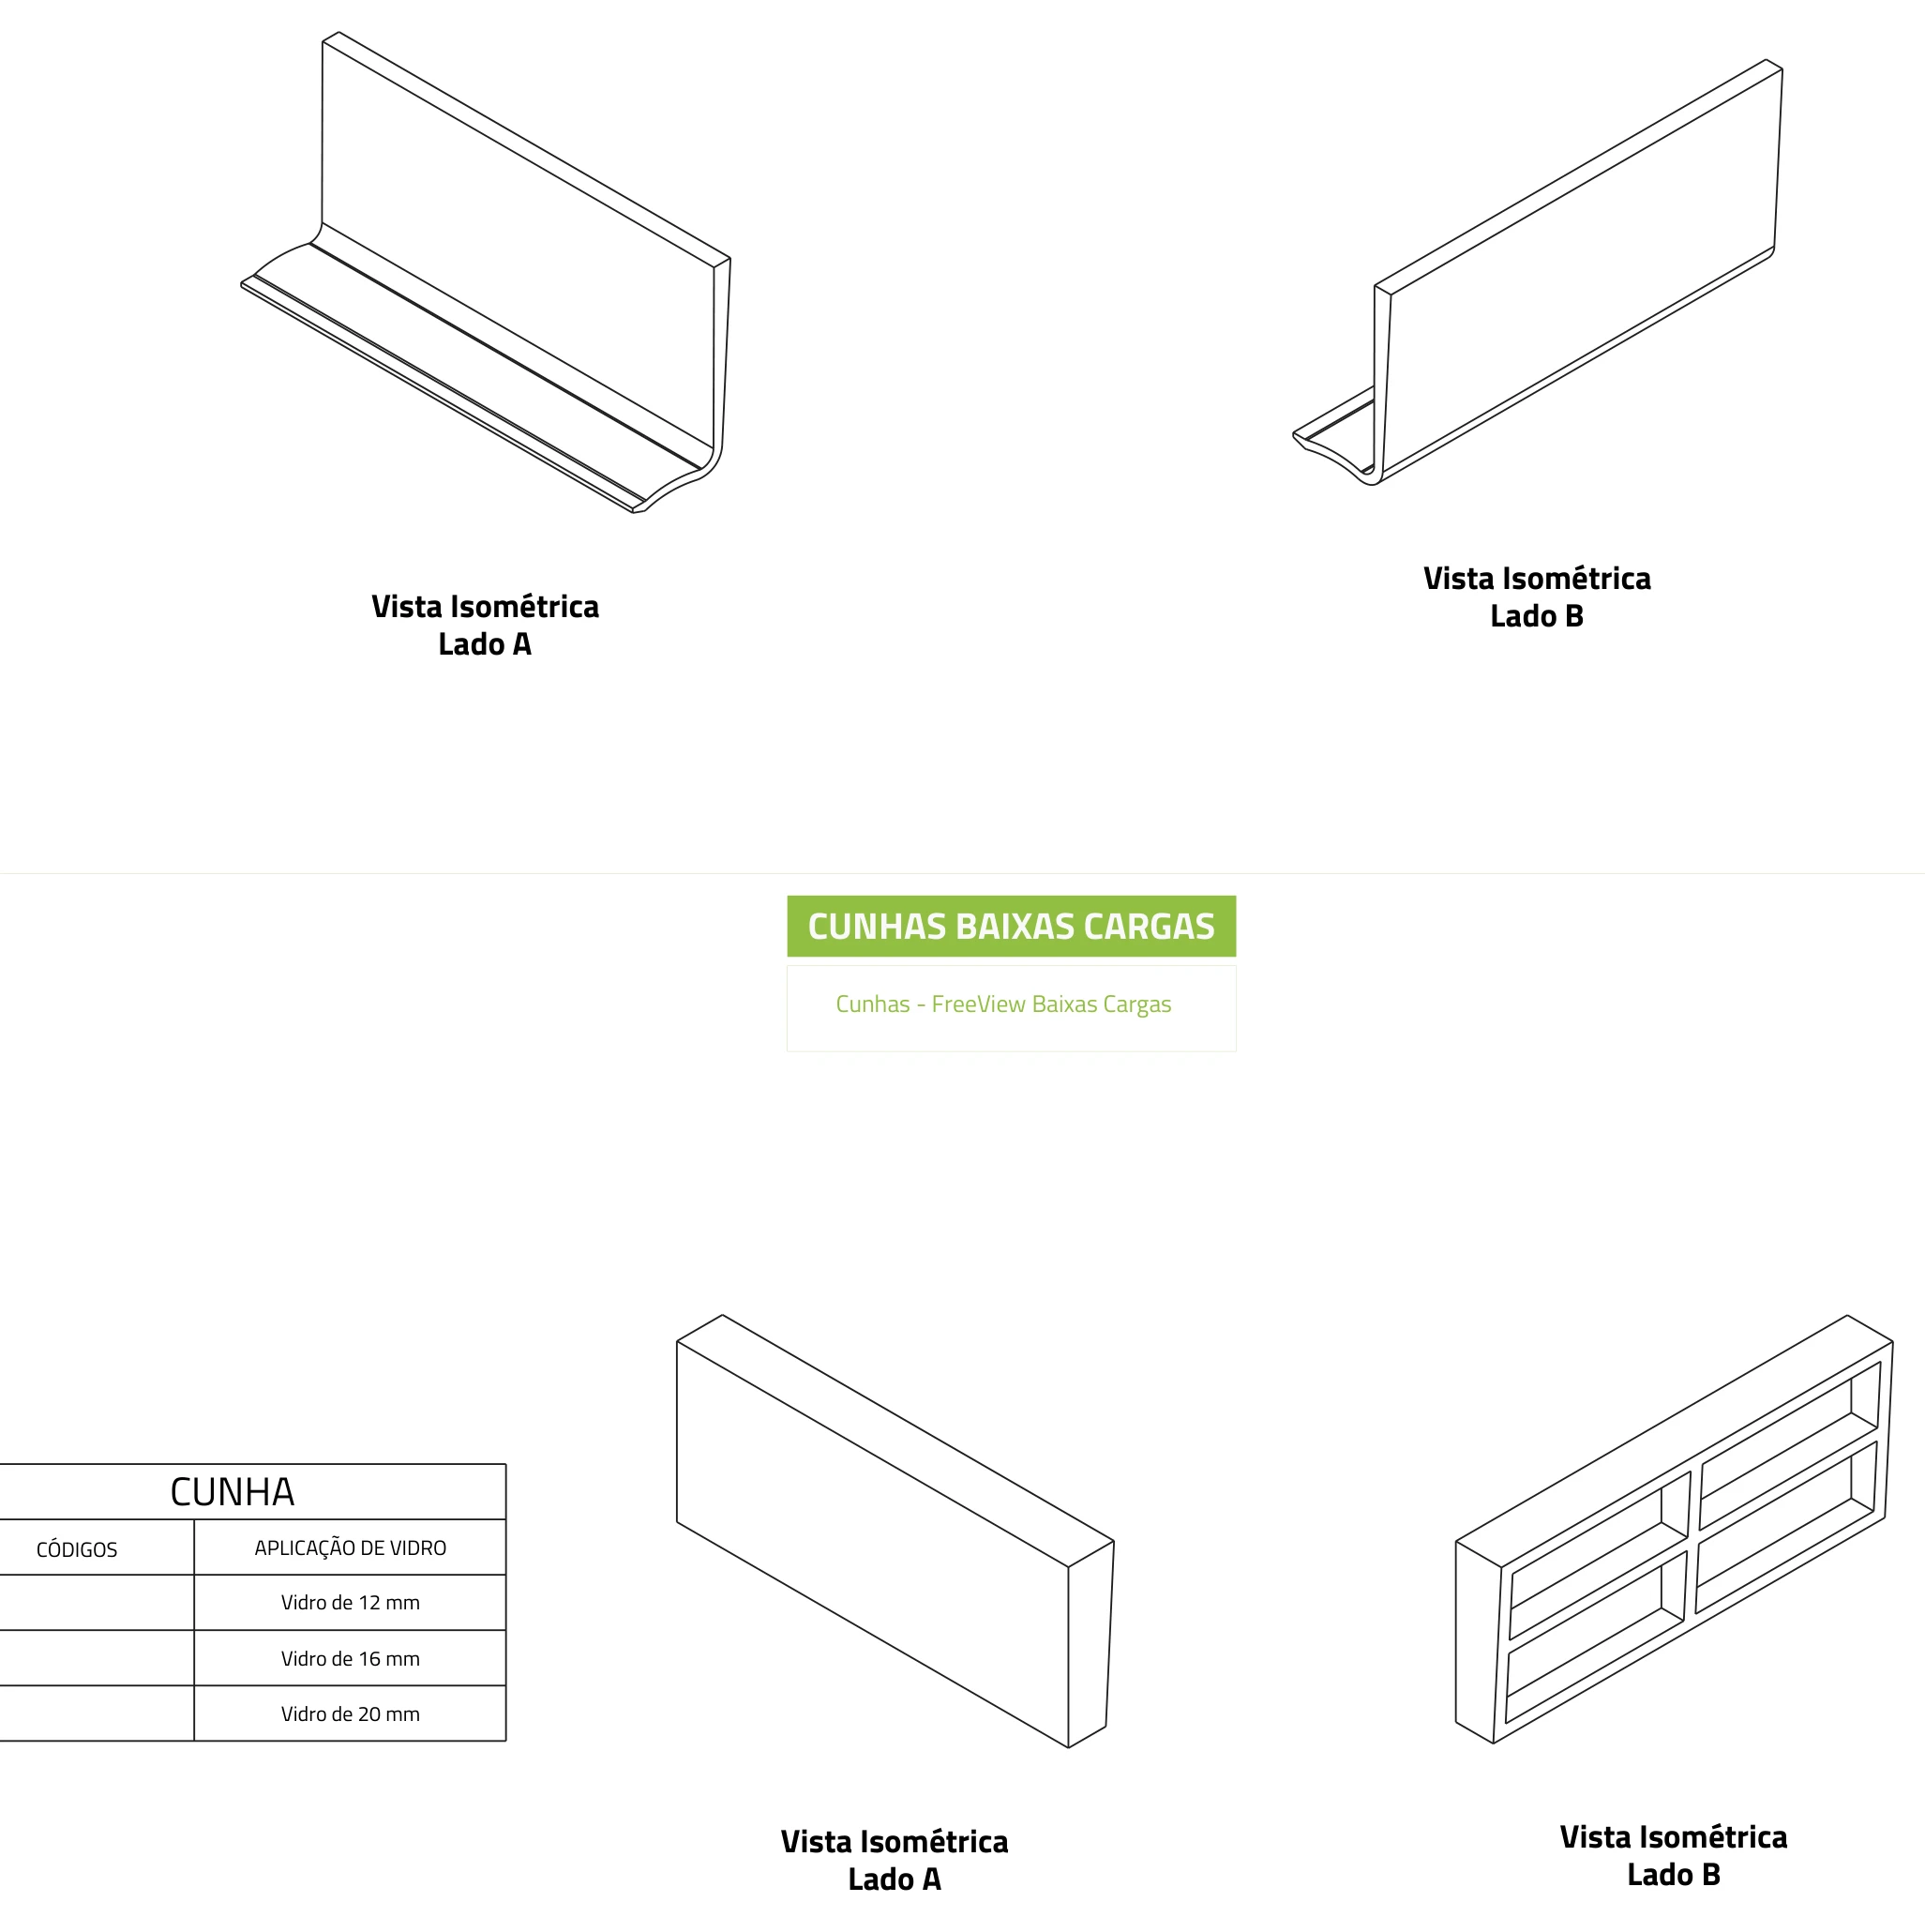 Vista Isométrica
Lado A
Vista Isométrica
Lado B
CUNHAS BAIXAS CARGAS
Cunhas - FreeView Baixas Cargas
CUNHA
CÓDIGOS
APLICAÇÃO DE VIDRO
Vidro de 12 mm
Vidro de 16 mm
Vidro de 20 mm
Vista Isométrica
Lado A
Vista Isométrica
Lado B